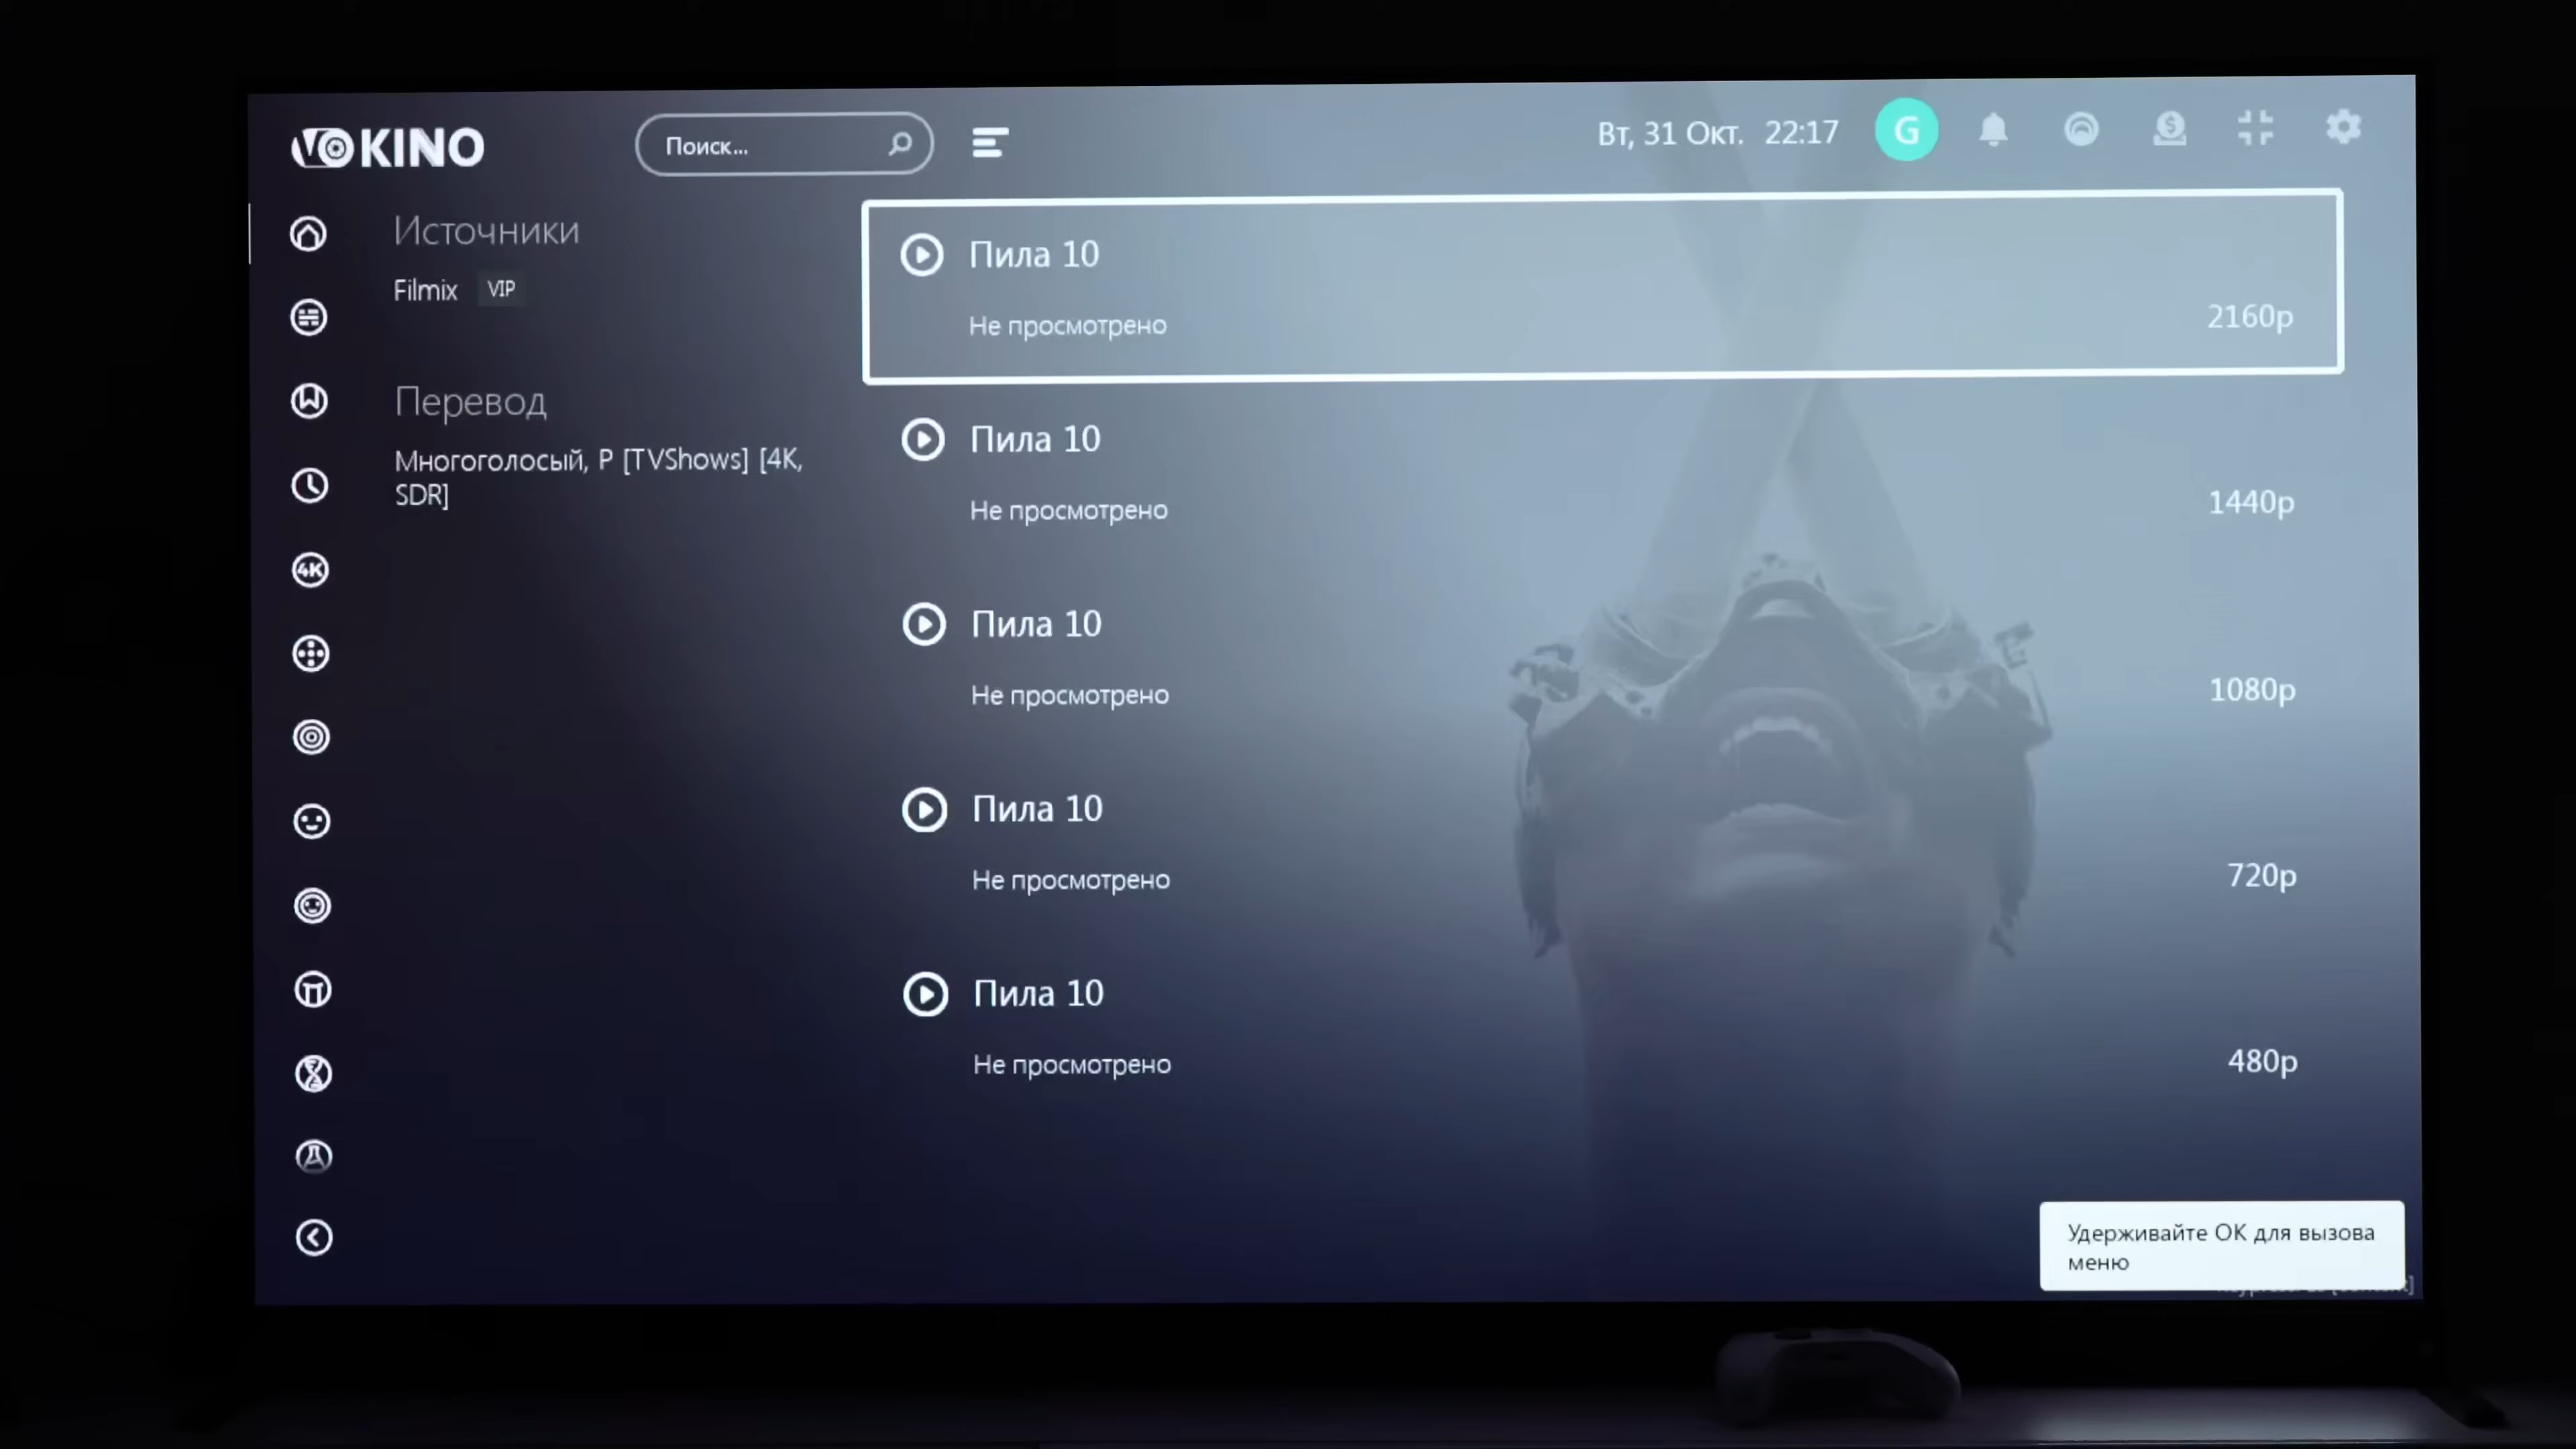 VOKINO
Поиск...
Вт, 31 Окт. 22:17
G
Источники
Filmix VIP
Перевод
Многоголосый, P [TVShows] [4K,
SDR]
4K
Пила 10
Не просмотрено
2160p
Пила 10
Не просмотрено
1440p
Пила 10
Не просмотрено
1080p
Пила 10
Не просмотрено
720p
Пила 10
Не просмотрено
480p
Удерживайте ОК для вызова
меню